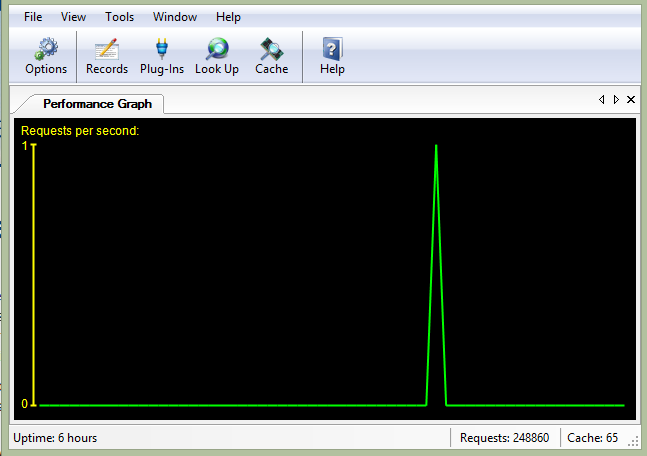 File View Tools Window Help
Options Records Plug-Ins Look Up Cache Help
Performance Graph
Requests per second:
1
0
Uptime: 6 hours Requests: 248860 Cache: 65